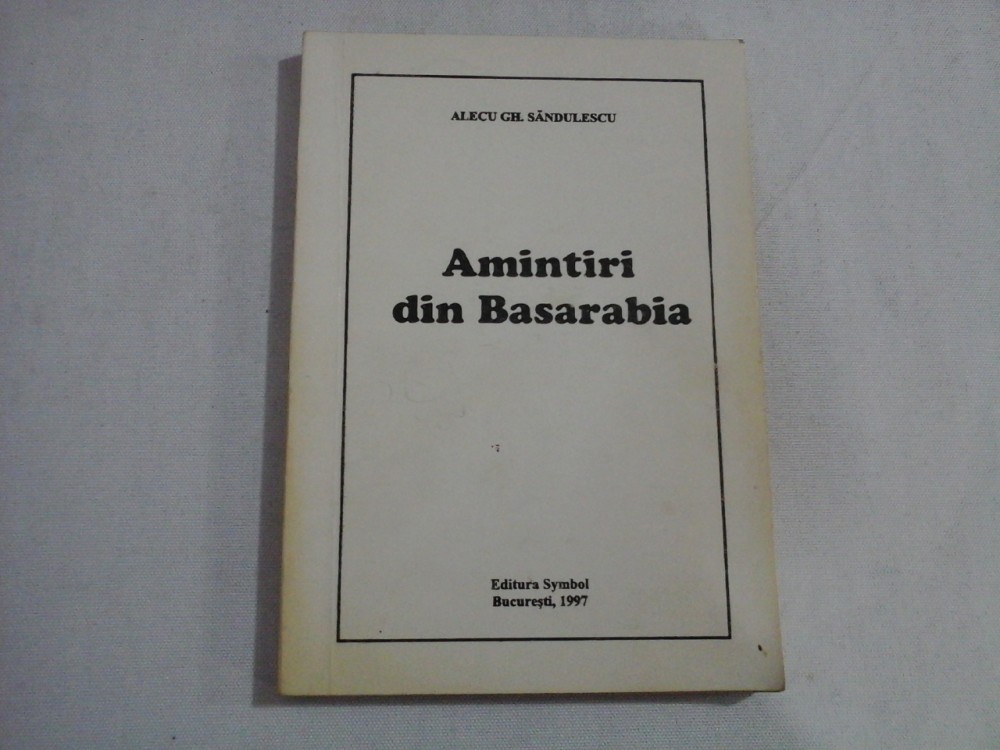 ALECU GH. SĂNDULESCU
Amintiri
din Basarabia
Editura Symbol
București, 1997